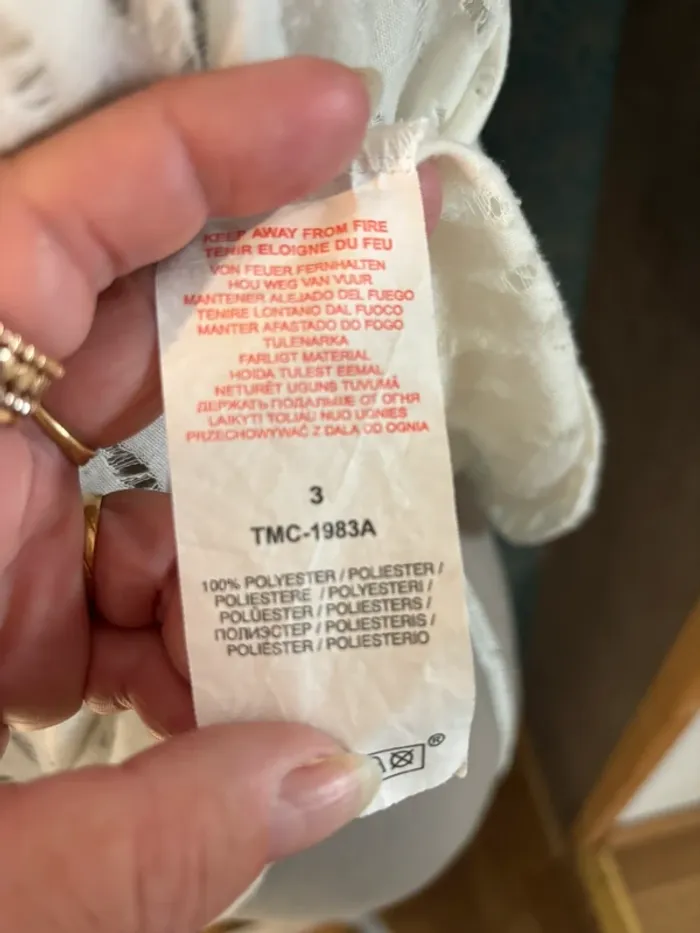 KEEP AWAY FROM FIRE
TENIR ELOIGNE DU FEU
VON FEUER FERNHALTEN
HOU WEG VAN VUUR
MANTENER ALEJADO DEL FUEGO
TENERE LONTANO DAL FUOCO
MANTER AFASTADO DO FOGO
TULENARKA
FARLIGT MATERIAL
HOIDA TULEST EEMAL
NETURĒT UGUNS TUVUMĀ
ДЕРЖАТЬ ПОДАЛЬШЕ ОТ ОГНЯ
LAIKYTI TOLIAU NUO UGNIES
PRZECHOWYWAĆ Z DALA OD OGNIA
3
TMC-1983A
100% POLYESTER / POLIESTER /
POLIESTERE / POLYESTERI /
POLÜESTER / POLIESTERS /
ПОЛИЭСТЕР / POLIESTERIS /
POLIÉSTER / POLIESTERIO
®